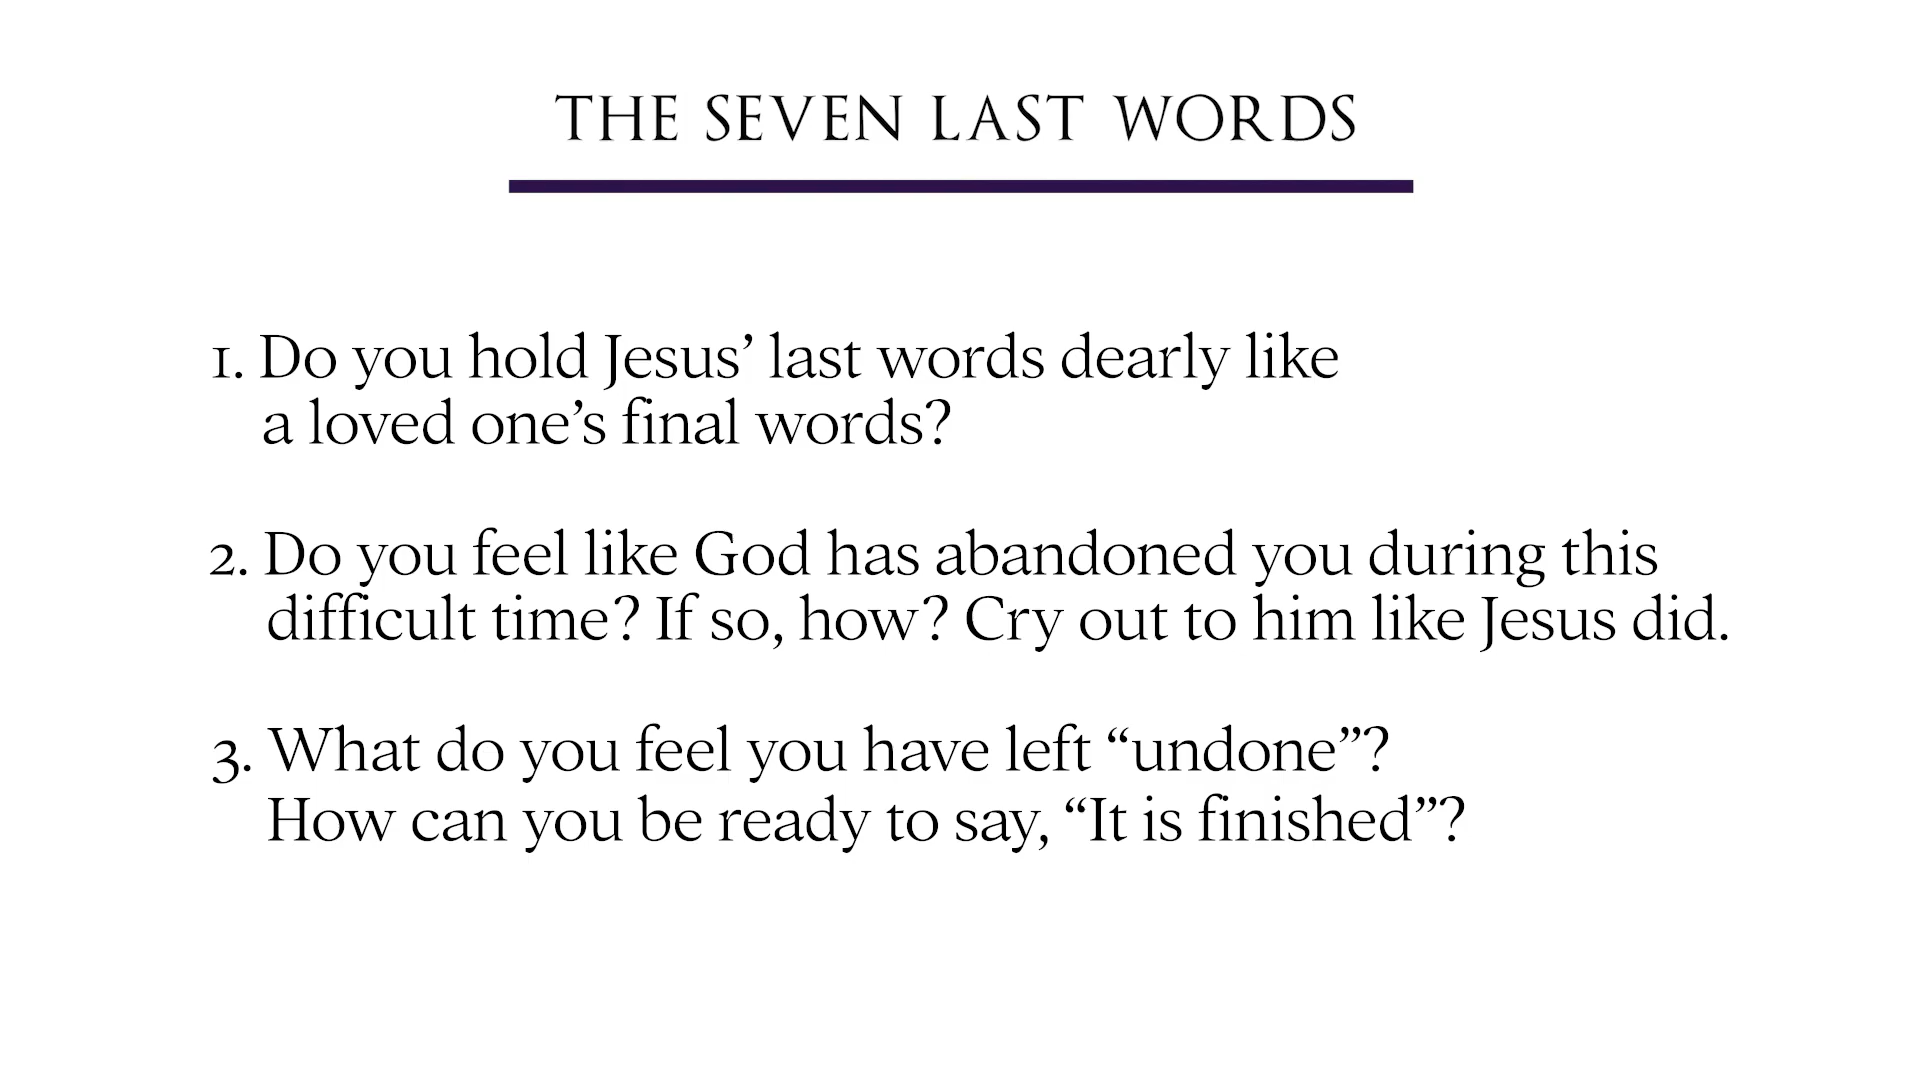 THE SEVEN LAST WORDS
1. Do you hold Jesus’ last words dearly like
a loved one’s final words?
2. Do you feel like God has abandoned you during this
difficult time? If so, how? Cry out to him like Jesus did.
3. What do you feel you have left “undone”?
How can you be ready to say, “It is finished”?